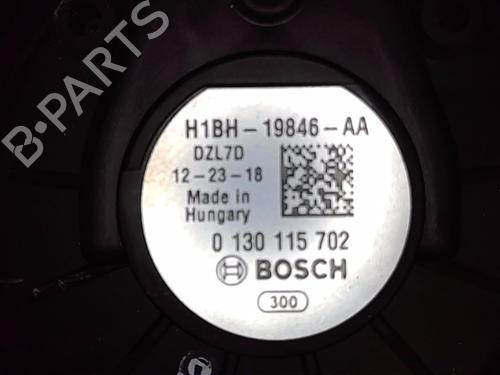 B-PARTS
H1BH-19846-AA
DZL7D
12-23-18
Made in
Hungary
0 130 115 702
BOSCH
300